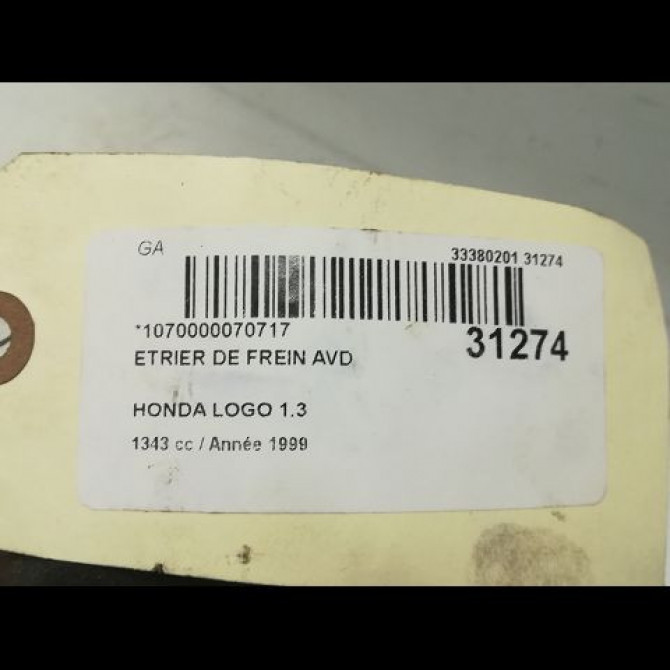 GA
33380201 31274
*1070000070717
31274
ETRIER DE FREIN AVD
HONDA LOGO 1.3
1343 cc / Année 1999